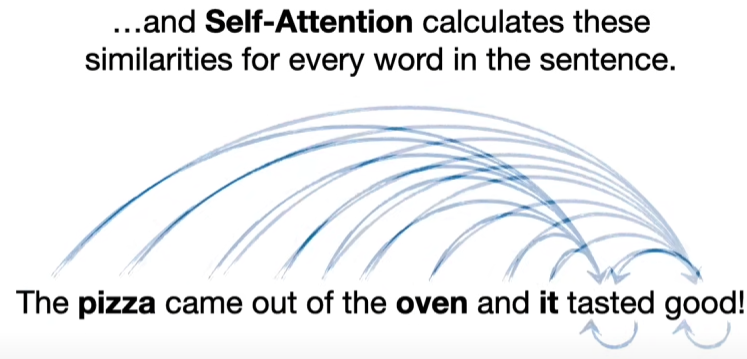 ...and Self-Attention calculates these
similarities for every word in the sentence.
The pizza came out of the oven and it tasted good!